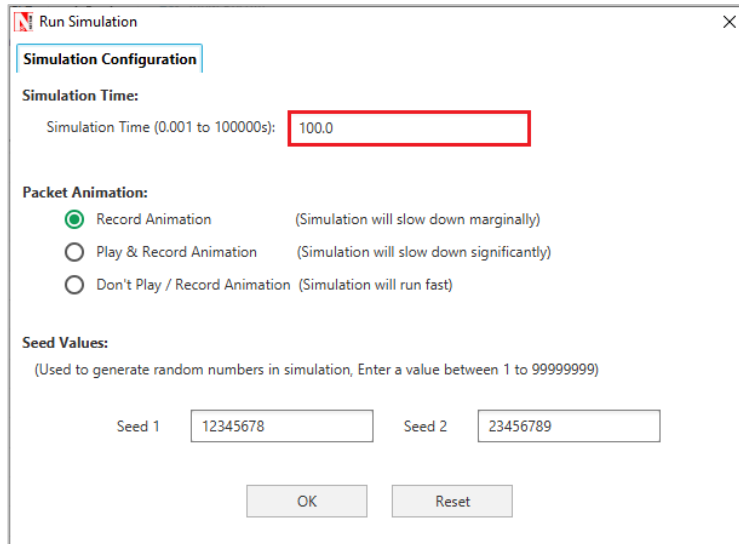 Run Simulation
Simulation Configuration
Simulation Time:
Simulation Time (0.001 to 100000s): 100.0
Packet Animation:
Record Animation (Simulation will slow down marginally)
Play & Record Animation (Simulation will slow down significantly)
Don't Play / Record Animation (Simulation will run fast)
Seed Values:
(Used to generate random numbers in simulation, Enter a value between 1 to 99999999)
Seed 1 12345678 Seed 2 23456789
OK Reset